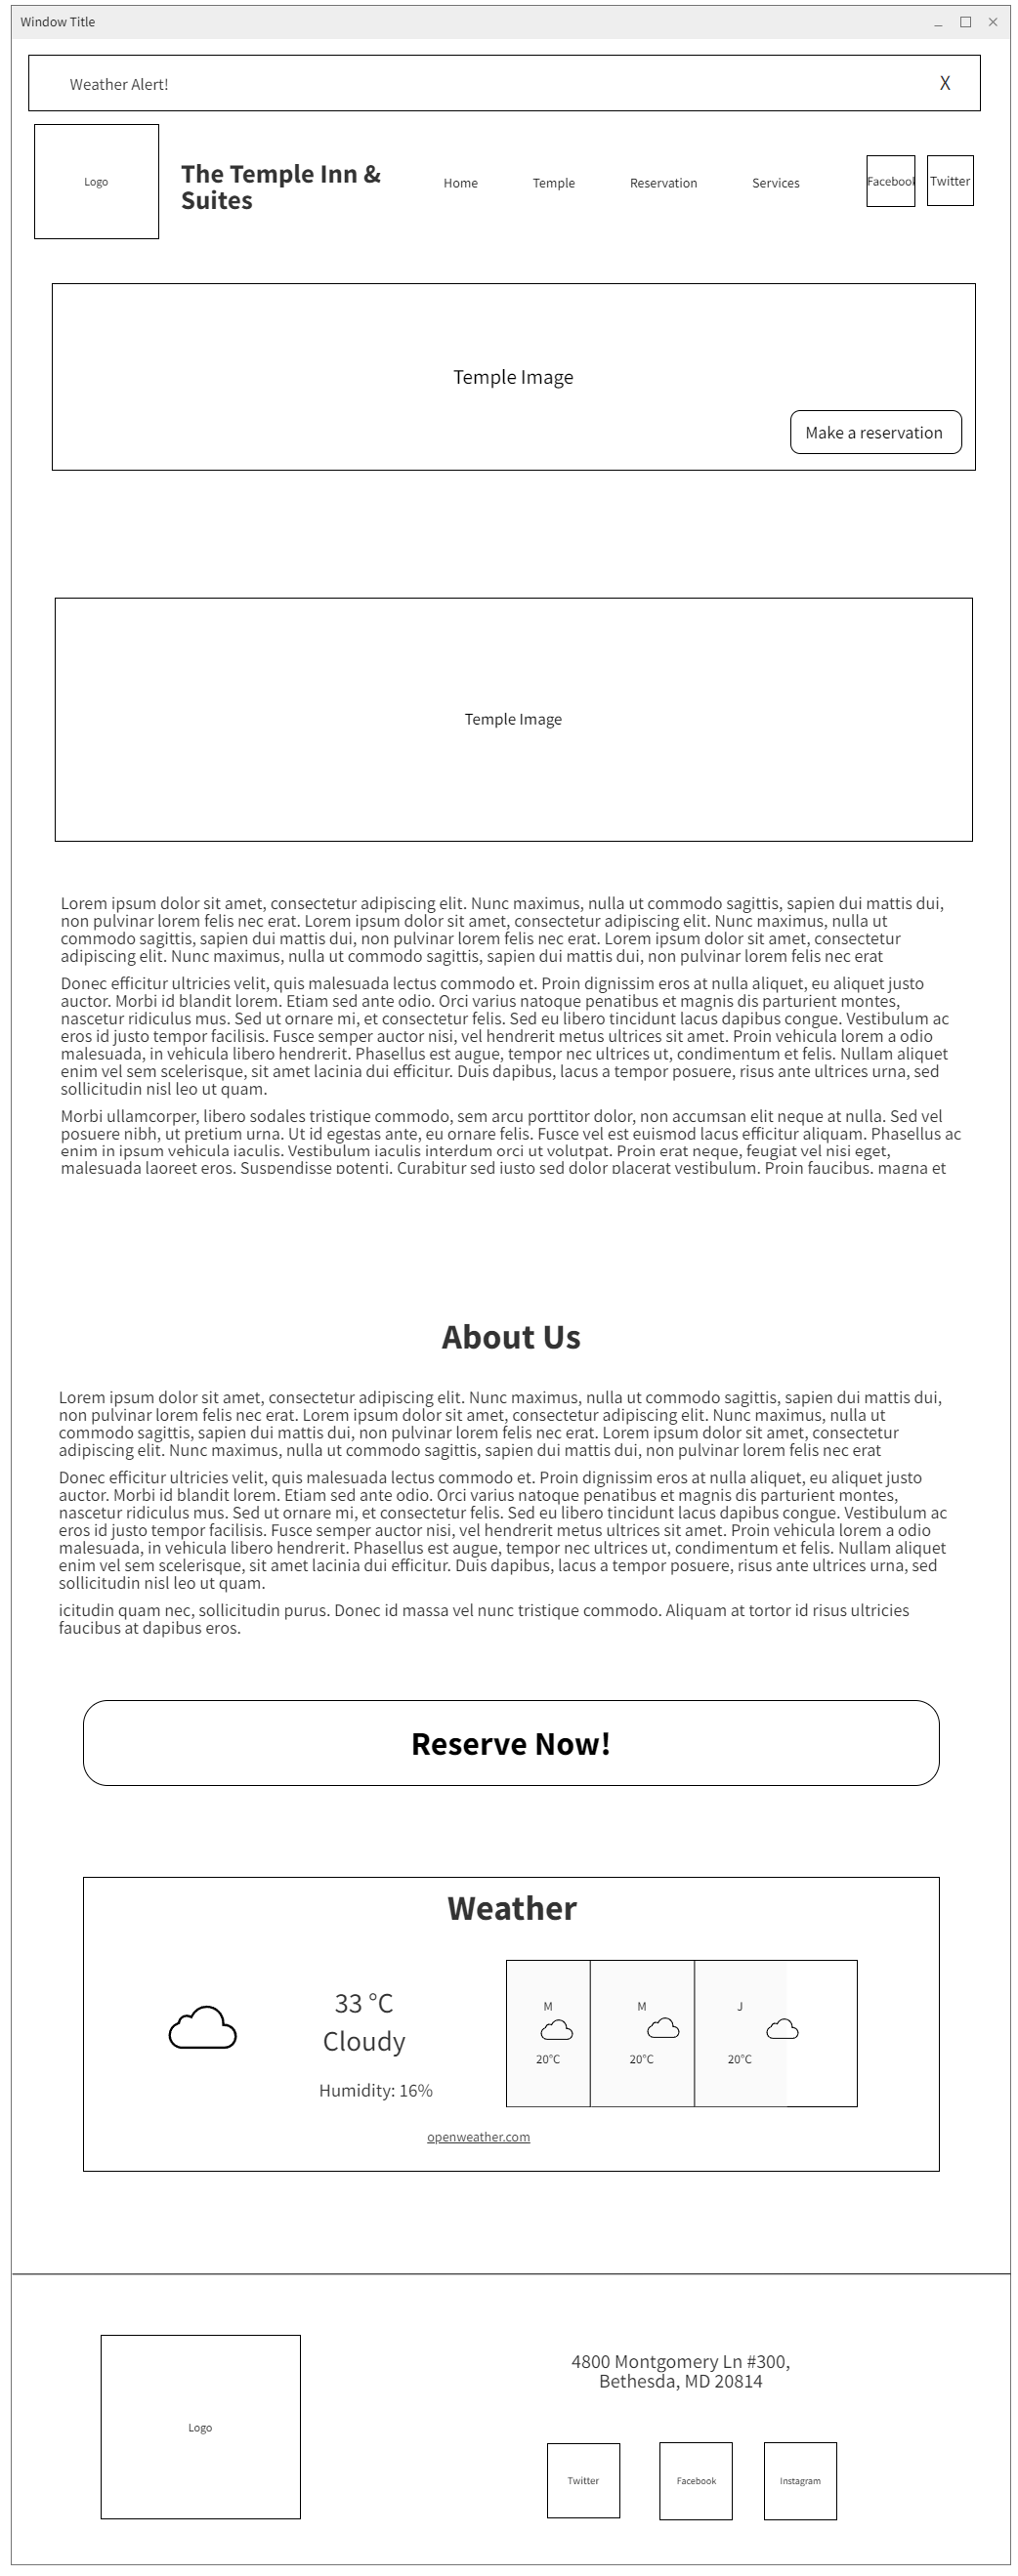 Window Title
Weather Alert!
X
Logo
The Temple Inn &
Suites
Home
Temple
Reservation
Services
Facebook
Twitter
Temple Image
Make a reservation
Temple Image
Lorem ipsum dolor sit amet, consectetur adipiscing elit. Nunc maximus, nulla ut commodo sagittis, sapien dui mattis dui,
non pulvinar lorem felis nec erat. Lorem ipsum dolor sit amet, consectetur adipiscing elit. Nunc maximus, nulla ut
commodo sagittis, sapien dui mattis dui, non pulvinar lorem felis nec erat. Lorem ipsum dolor sit amet, consectetur
adipiscing elit. Nunc maximus, nulla ut commodo sagittis, sapien dui mattis dui, non pulvinar lorem felis nec erat
Donec efficitur ultricies velit, quis malesuada lectus commodo et. Proin dignissim eros at nulla aliquet, eu aliquet justo
auctor. Morbi id blandit lorem. Etiam sed ante odio. Orci varius natoque penatibus et magnis dis parturient montes,
nascetur ridiculus mus. Sed ut ornare mi, et consectetur felis. Sed eu libero tincidunt lacus dapibus congue. Vestibulum ac
eros id justo tempor facilisis. Fusce semper auctor nisi, vel hendrerit metus ultrices sit amet. Proin vehicula lorem a odio
malesuada, in vehicula libero hendrerit. Phasellus est augue, tempor nec ultrices ut, condimentum et felis. Nullam aliquet
enim vel sem scelerisque, sit amet lacinia dui efficitur. Duis dapibus, lacus a tempor posuere, risus ante ultrices urna, sed
sollicitudin nisl leo ut quam.
Morbi ullamcorper, libero sodales tristique commodo, sem arcu porttitor dolor, non accumsan elit neque at nulla. Sed vel
posuere nibh, ut pretium urna. Ut id egestas ante, eu ornare felis. Fusce vel est euismod lacus efficitur aliquam. Phasellus ac
enim in ipsum vehicula iaculis. Vestibulum iaculis interdum orci ut volutpat. Proin erat neque, feugiat vel nisi eget,
malesuada laoreet eros. Suspendisse potenti. Curabitur sed justo sed dolor placerat vestibulum. Proin faucibus, magna et
About Us
Lorem ipsum dolor sit amet, consectetur adipiscing elit. Nunc maximus, nulla ut commodo sagittis, sapien dui mattis dui,
non pulvinar lorem felis nec erat. Lorem ipsum dolor sit amet, consectetur adipiscing elit. Nunc maximus, nulla ut
commodo sagittis, sapien dui mattis dui, non pulvinar lorem felis nec erat. Lorem ipsum dolor sit amet, consectetur
adipiscing elit. Nunc maximus, nulla ut commodo sagittis, sapien dui mattis dui, non pulvinar lorem felis nec erat
Donec efficitur ultricies velit, quis malesuada lectus commodo et. Proin dignissim eros at nulla aliquet, eu aliquet justo
auctor. Morbi id blandit lorem. Etiam sed ante odio. Orci varius natoque penatibus et magnis dis parturient montes,
nascetur ridiculus mus. Sed ut ornare mi, et consectetur felis. Sed eu libero tincidunt lacus dapibus congue. Vestibulum ac
eros id justo tempor facilisis. Fusce semper auctor nisi, vel hendrerit metus ultrices sit amet. Proin vehicula lorem a odio
malesuada, in vehicula libero hendrerit. Phasellus est augue, tempor nec ultrices ut, condimentum et felis. Nullam aliquet
enim vel sem scelerisque, sit amet lacinia dui efficitur. Duis dapibus, lacus a tempor posuere, risus ante ultrices urna, sed
sollicitudin nisl leo ut quam.
icitudin quam nec, sollicitudin purus. Donec id massa vel nunc tristique commodo. Aliquam at tortor id risus ultricies
faucibus at dapibus eros.
Reserve Now!
Weather
33 °C
Cloudy
Humidity: 16%
M
20°C
M
20°C
J
20°C
openweather.com
Logo
4800 Montgomery Ln #300,
Bethesda, MD 20814
Twitter
Facebook
Instagram